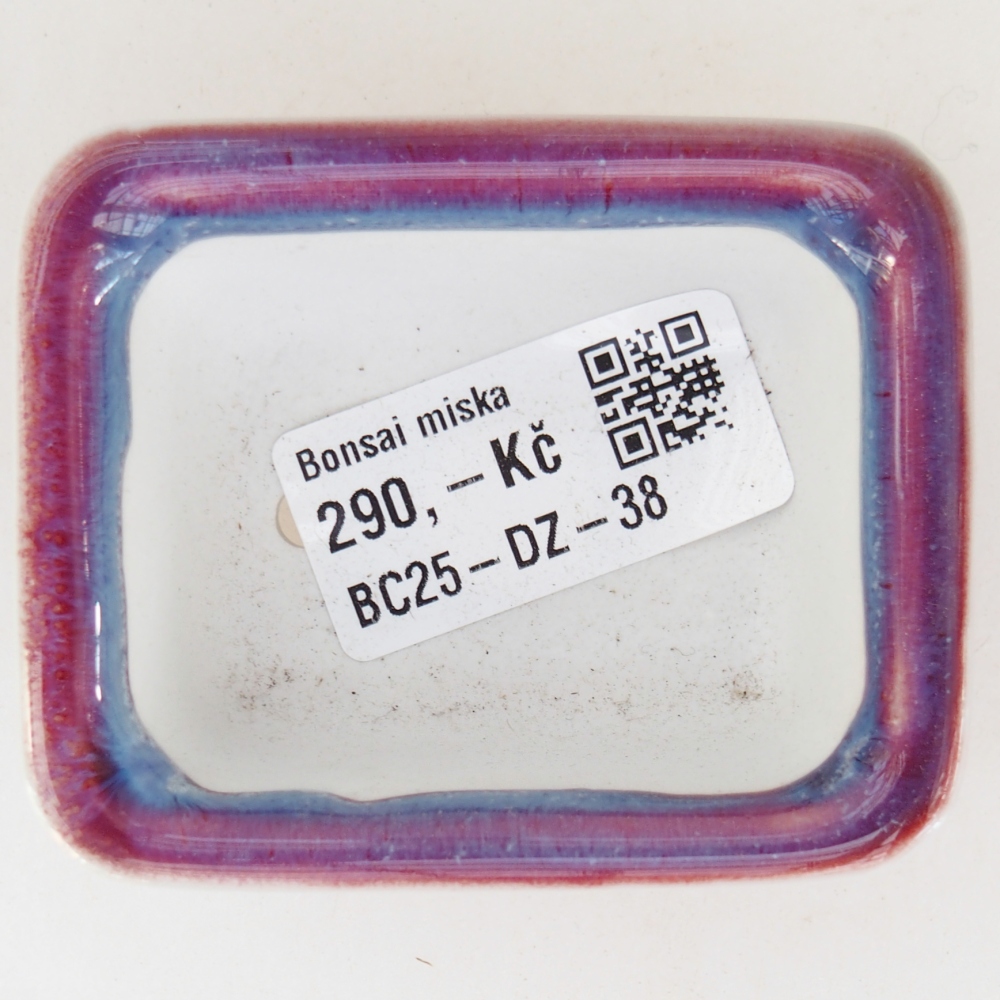 Bonsai miska
290,– Kč
BC25–DZ–38